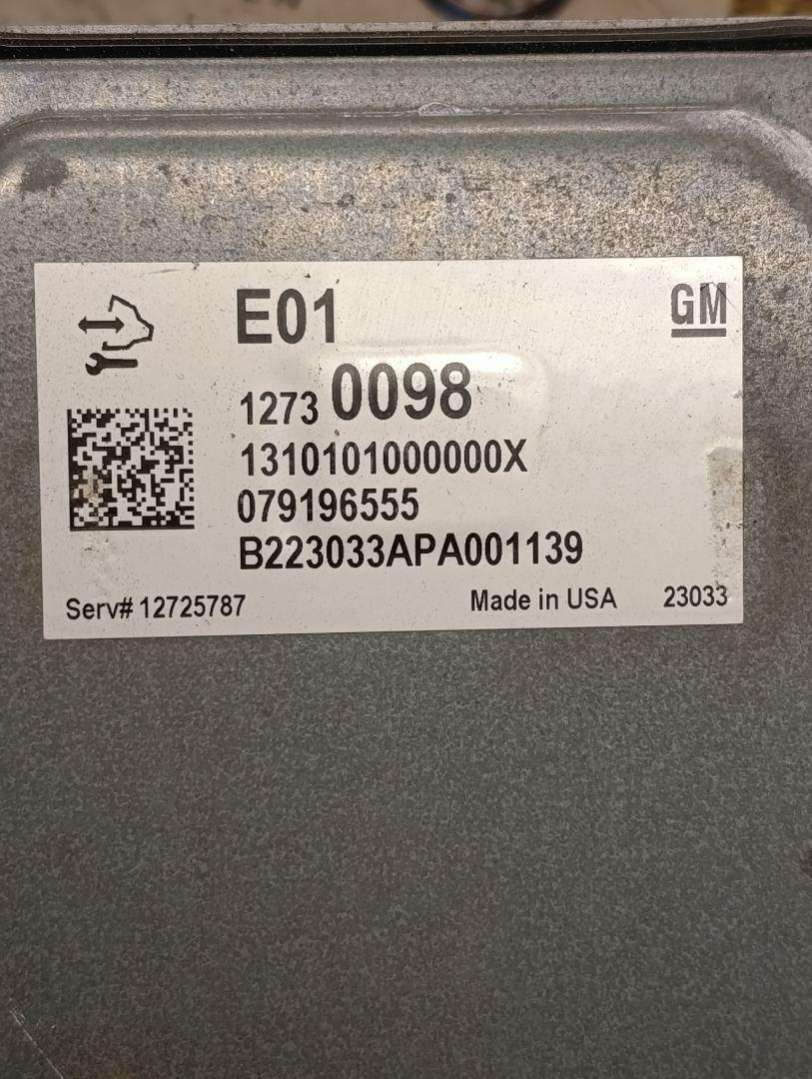 E01
GM
1273 0098
1310101000000X
079196555
B223033APA001139
Serv# 12725787 Made in USA 23033